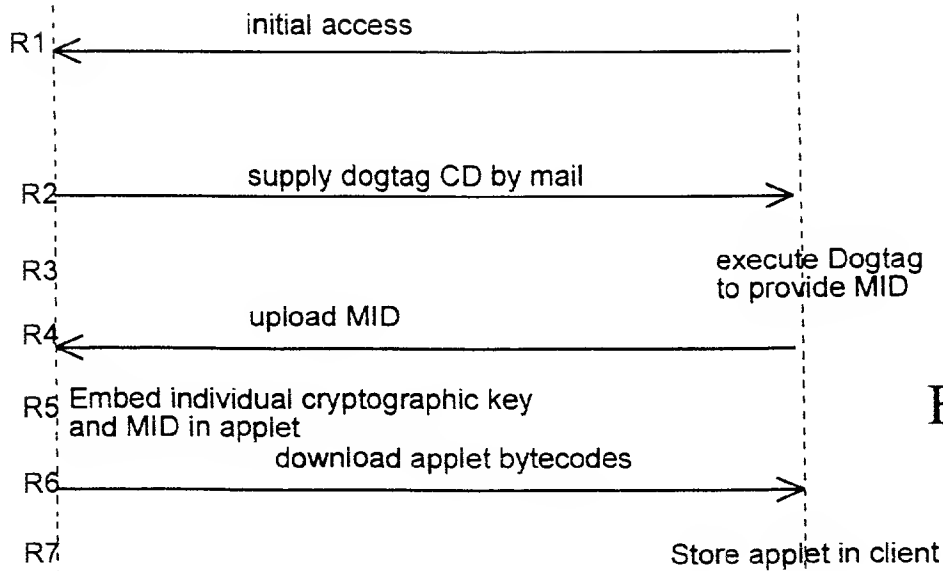 initial access
R1
supply dogtag CD by mail
R2
R3
execute Dogtag
to provide MID
upload MID
R4
R5
Embed individual cryptographic key
and MID in applet
F
download applet bytecodes
R6
R7
Store applet in client